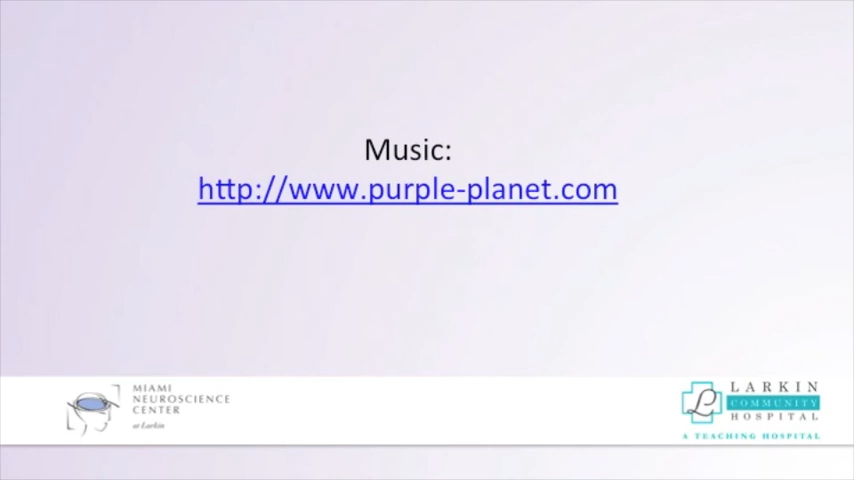 Music:
http://www.purple-planet.com
MIAMI
NEUROSCIENCE
CENTER
at Larkin
LARKIN
COMMUNITY
HOSPITAL
A TEACHING HOSPITAL